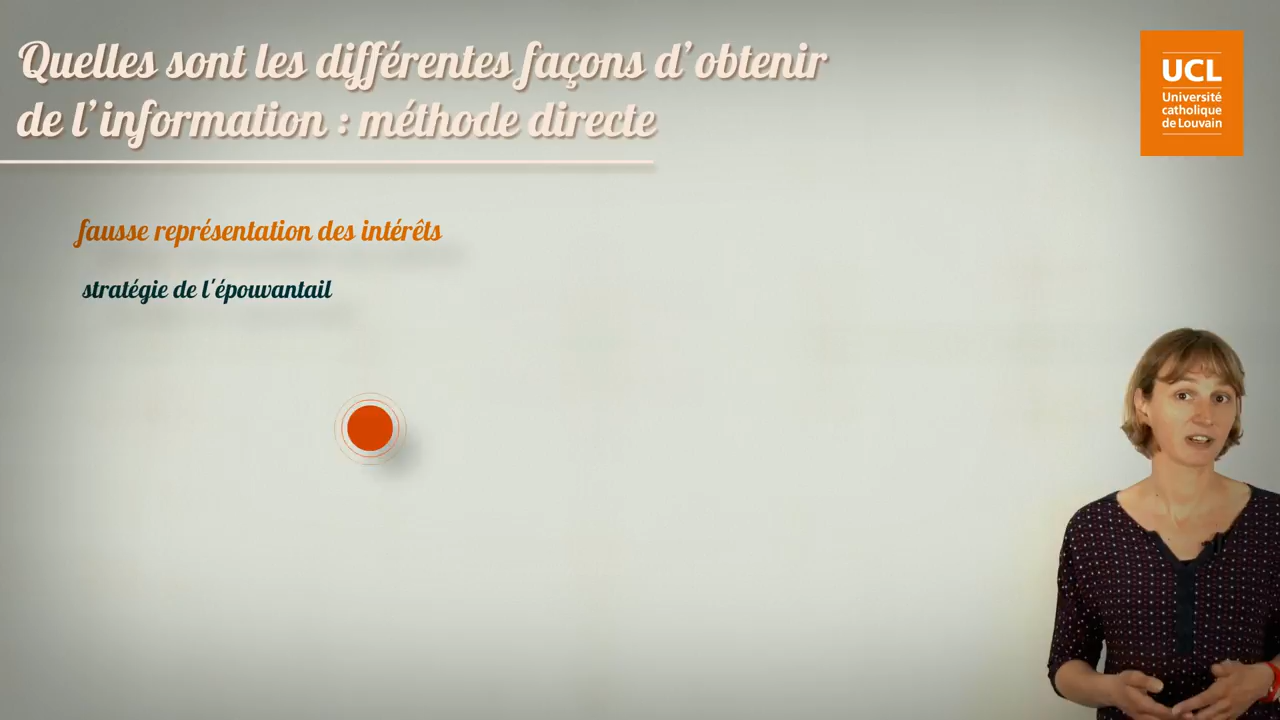 Quelles sont les différentes façons d’obtenir
de l’information : méthode directe
UCL
Université
catholique
de Louvain
fausse représentation des intérêts
stratégie de l'épouvantail